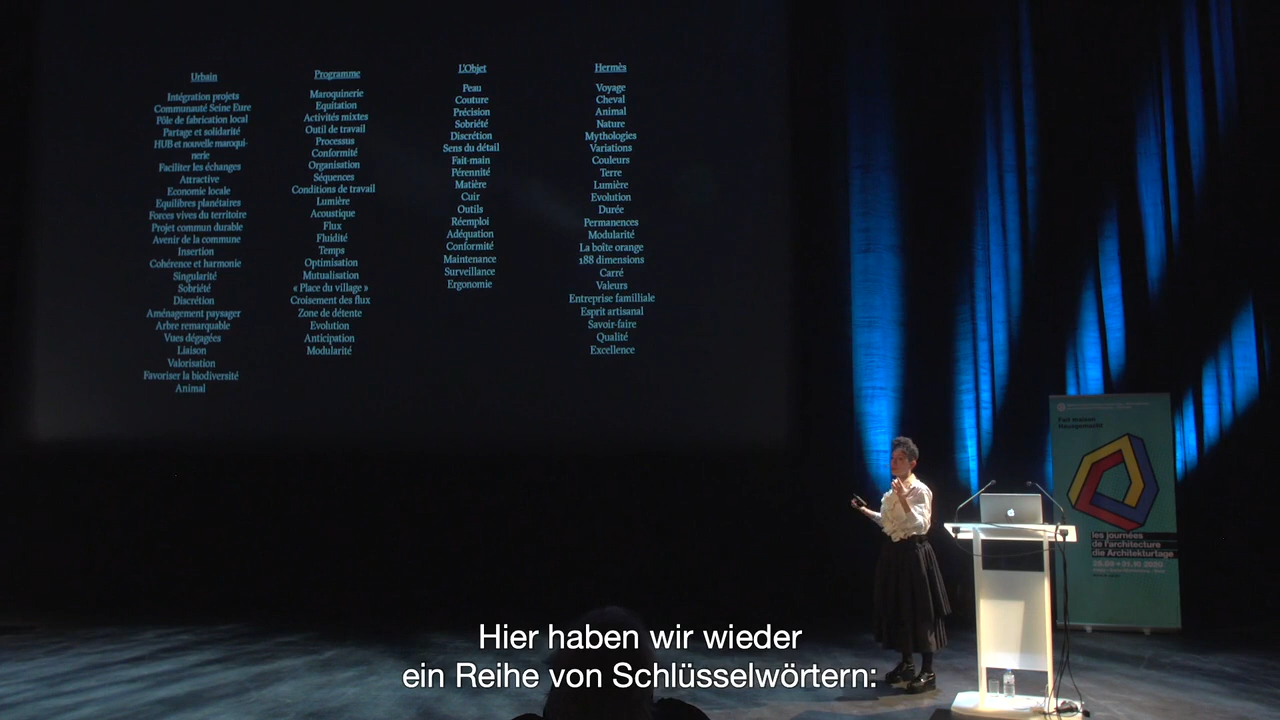 Urbain
Intégration projets
Communauté Seine Eure
Pôle de fabrication local
Partage et solidarité
HUB et nouvelle maroqui-
nerie
Faciliter les échanges
Attractive
Economie locale
Equilibres planétaires
Forces vives du territoire
Projet commun durable
Avenir de la commune
Insertion
Cohérence et harmonie
Singularité
Sobriété
Discrétion
Aménagement paysager
Arbre remarquable
Vues dégagées
Liaison
Valorisation
Favoriser la biodiversité
Animal
Programme
Maroquinerie
Equitation
Activités mixtes
Outil de travail
Processus
Conformité
Organisation
Séquences
Conditions de travail
Lumière
Acoustique
Flux
Fluidité
Temps
Optimisation
Mutualisation
« Place du village »
Croisement des flux
Zone de détente
Evolution
Anticipation
Modularité
L'Objet
Peau
Couture
Précision
Sobriété
Discrétion
Sens du détail
Fait-main
Pérennité
Matière
Cuir
Outils
Réemploi
Adéquation
Conformité
Maintenance
Surveillance
Ergonomie
Hermès
Voyage
Cheval
Animal
Nature
Mythologies
Variations
Couleurs
Terre
Lumière
Evolution
Durée
Permanences
Modularité
La boîte orange
188 dimensions
Carré
Valeurs
Entreprise familliale
Esprit artisanal
Savoir-faire
Qualité
Excellence
Fait maison
Hausgemacht
les journées
de l'architecture
die Architekturtage
Hier haben wir wieder
ein Reihe von Schlüsselwörtern: